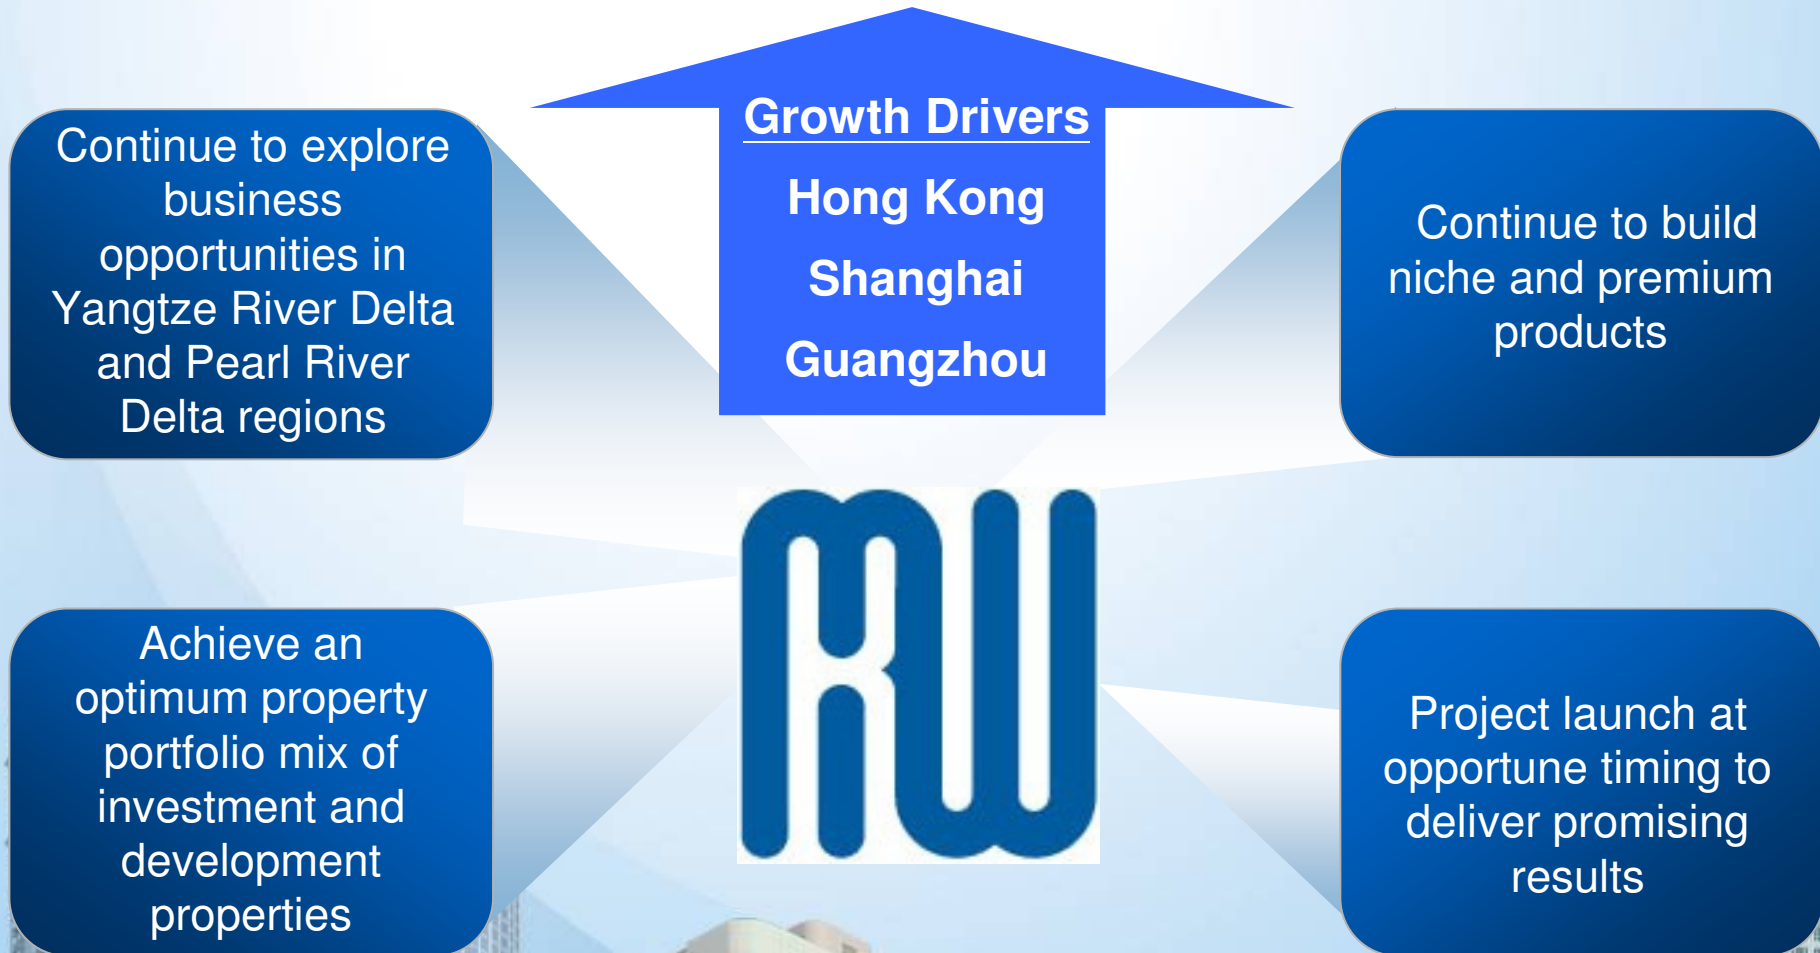 Growth Drivers
Hong Kong
Shanghai
Guangzhou
Continue to explore
business
opportunities in
Yangtze River Delta
and Pearl River
Delta regions
Continue to build
niche and premium
products
Achieve an
optimum property
portfolio mix of
investment and
development
properties
Project launch at
opportune timing to
deliver promising
results